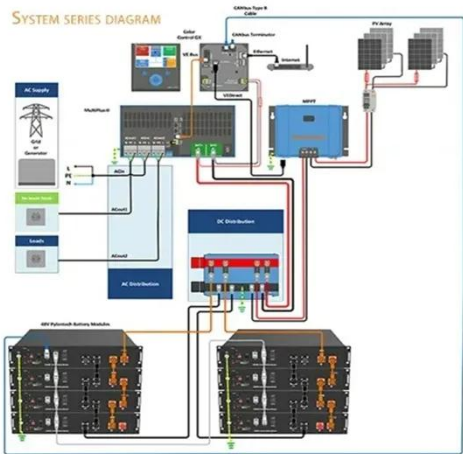 SYSTEM SERIES DIAGRAM
CANbus Type B
Cable
Color
Control GX
CANbus Terminator
PV Array
VE.Bus
Ethernet
Internet
AC Supply
Grid
or
Generator
MultiPlus-II
VE.Direct
MPPT
L
PE
N
ACin
ACout1
Loads
ACout2
AC Distribution
DC Distribution
48V Pylontech Battery Modules